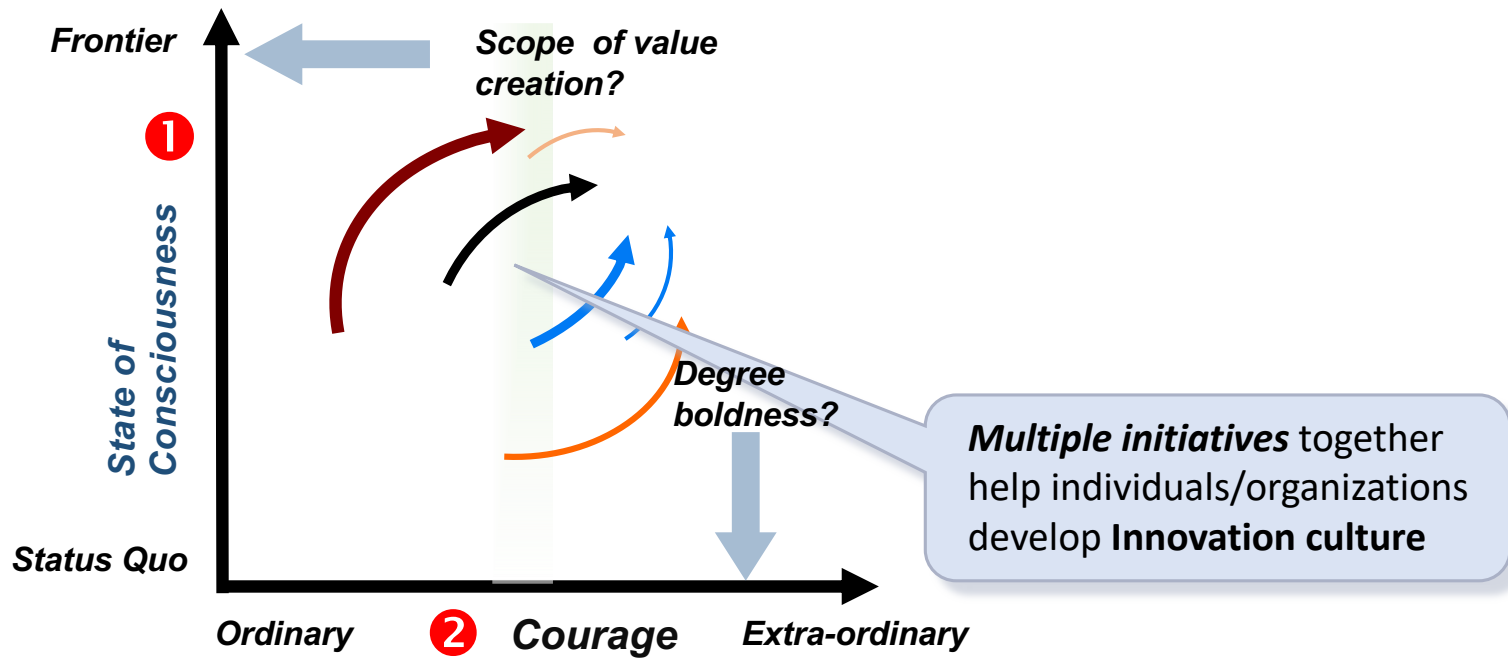 Frontier
Scope of value
creation?
1
State of
Consciousness
Degree
boldness?
Multiple initiatives together
help individuals/organizations
develop Innovation culture
Status Quo
Ordinary
2
Courage
Extra-ordinary